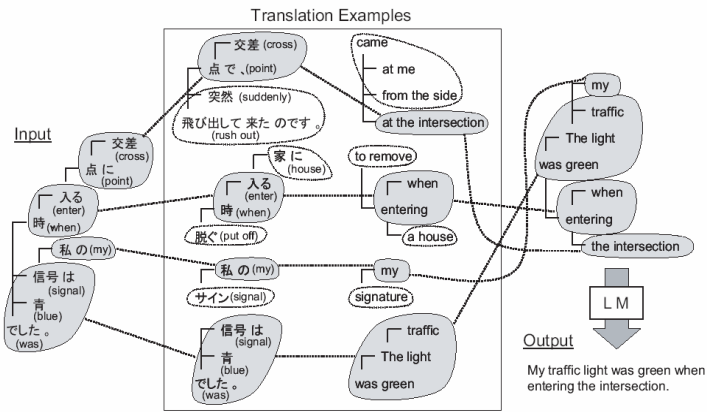 Translation Examples
Input
交差 (cross)
点 に (point)
入る (enter)
時 (when)
私 の (my)
信号 は (signal)
青 (blue)
でした 。 (was)
交差 (cross)
点 で 、(point)
突然 (suddenly)
飛び出して 来た のです 。
(rush out)
家 に (house)
入る (enter)
時 (when)
脱ぐ (put off)
私 の (my)
サイン (signal)
信号 は (signal)
青 (blue)
でした 。 (was)
came
at me
from the side
at the intersection
to remove
when
entering
a house
my
signature
traffic
The light
was green
my
traffic
The light
was green
when
entering
the intersection
LM
Output
My traffic light was green when
entering the intersection.